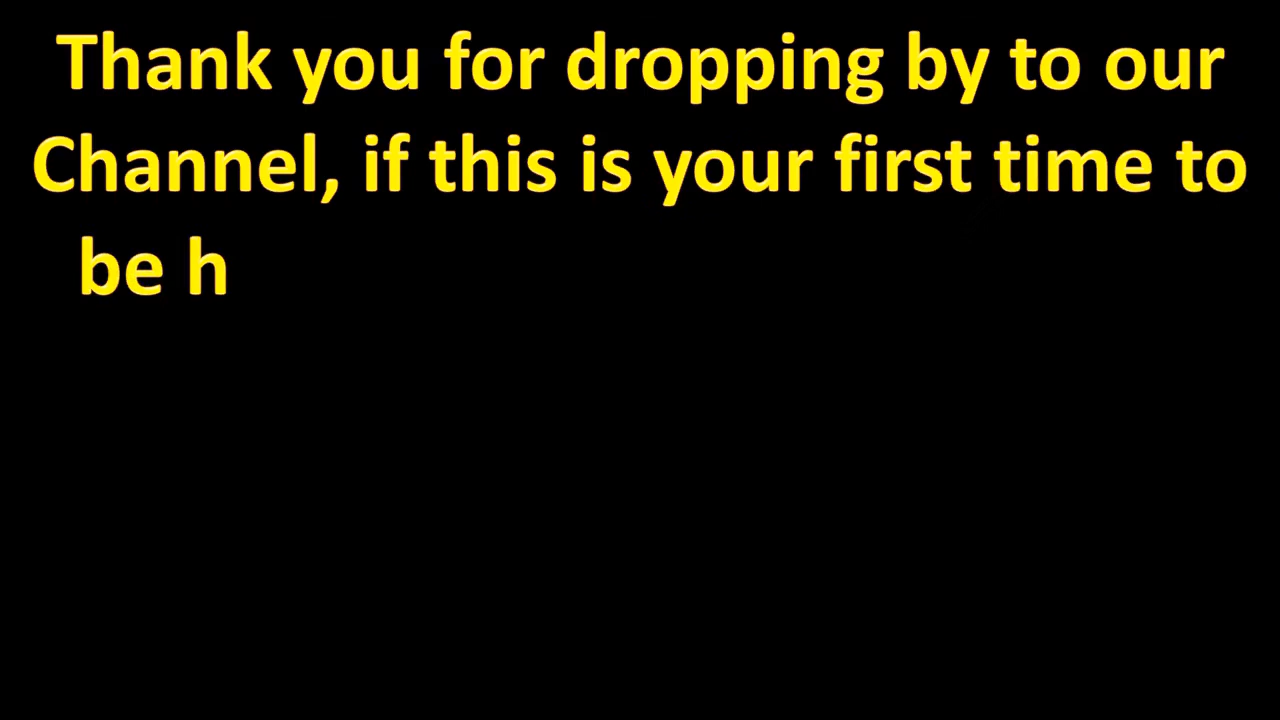 Thank you for dropping by to our
Channel, if this is your first time to
be h